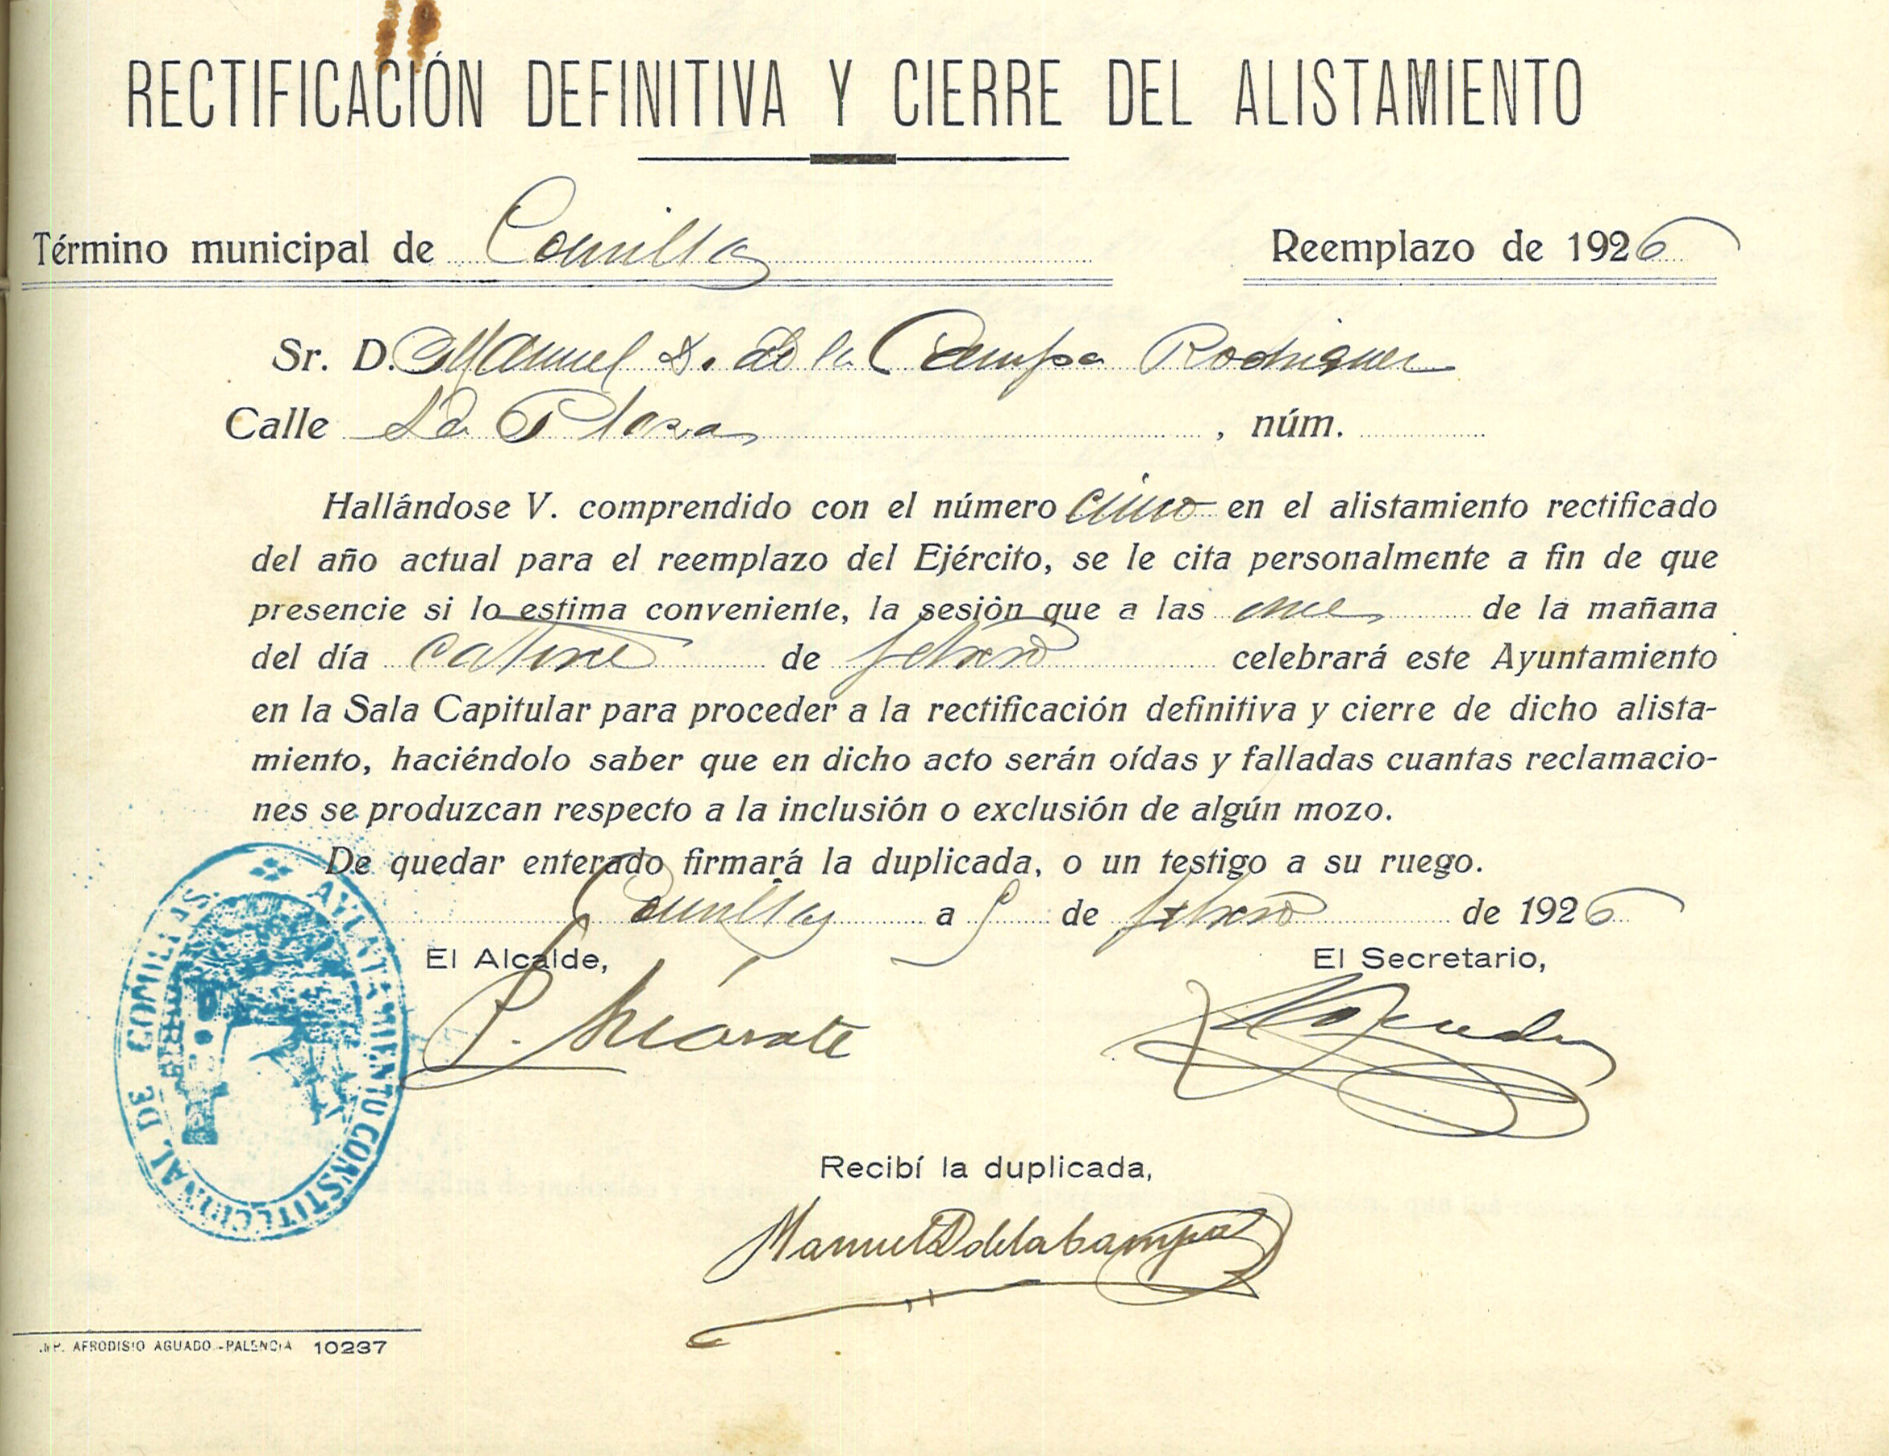 RECTIFICACIÓN DEFINITIVA Y CIERRE DEL ALISTAMIENTO
Término municipal de Comillas Reemplazo de 1926
Sr. D. Manuel D. de la Campa Rodriguez
Calle La Plaza, núm.
Hallándose V. comprendido con el número cinco en el alistamiento rectificado
del año actual para el reemplazo del Ejército, se le cita personalmente a fin de que
presencie si lo estima conveniente, la sesión que a las once de la mañana
del día catorce de febrero celebrará este Ayuntamiento
en la Sala Capitular para proceder a la rectificación definitiva y cierre de dicho alista-
miento, haciéndolo saber que en dicho acto serán oídas y falladas cuantas reclamacio-
nes se produzcan respecto a la inclusión o exclusión de algún mozo.
De quedar enterado firmará la duplicada, o un testigo a su ruego.
Comillas a 9 de febrero de 1926
El Alcalde, El Secretario,
AYUNTAMIENTO CONSTITUCIONAL DE COMILLAS
Recibí la duplicada,
Manuel D de la Campa
IMP. AFRODISIO AGUADO.-PALENCIA 10237